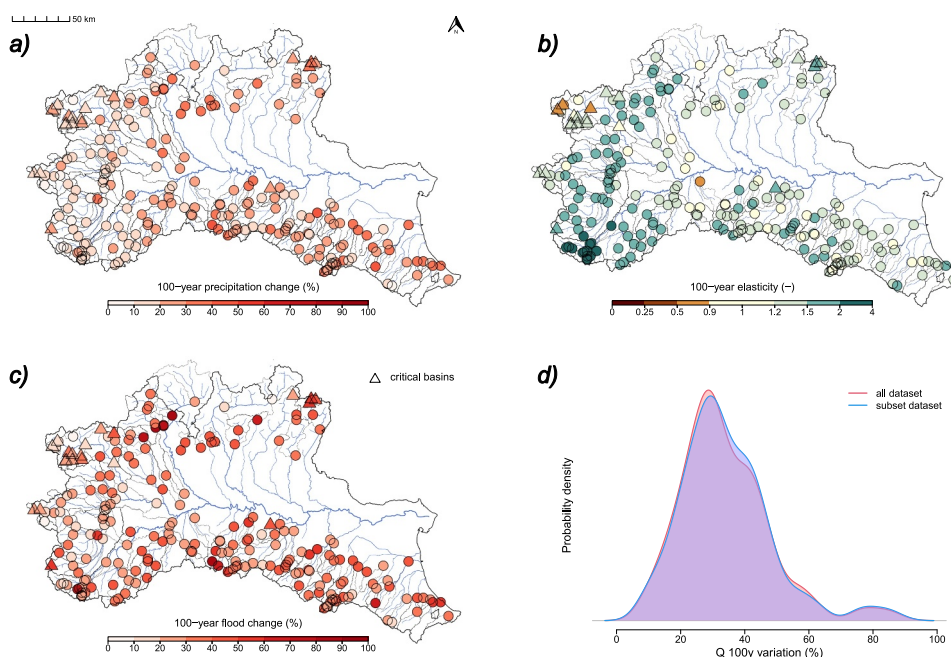 50 km
N
a)
b)
100−year precipitation change (%)
0 10 20 30 40 50 60 70 80 90 100
100−year elasticity (−)
0 0.25 0.5 0.9 1 1.2 1.5 2 4
c)
critical basins
100−year flood change (%)
0 10 20 30 40 50 60 70 80 90 100
d)
all dataset
subset dataset
Probability density
0 20 40 60 80 100
Q 100y variation (%)